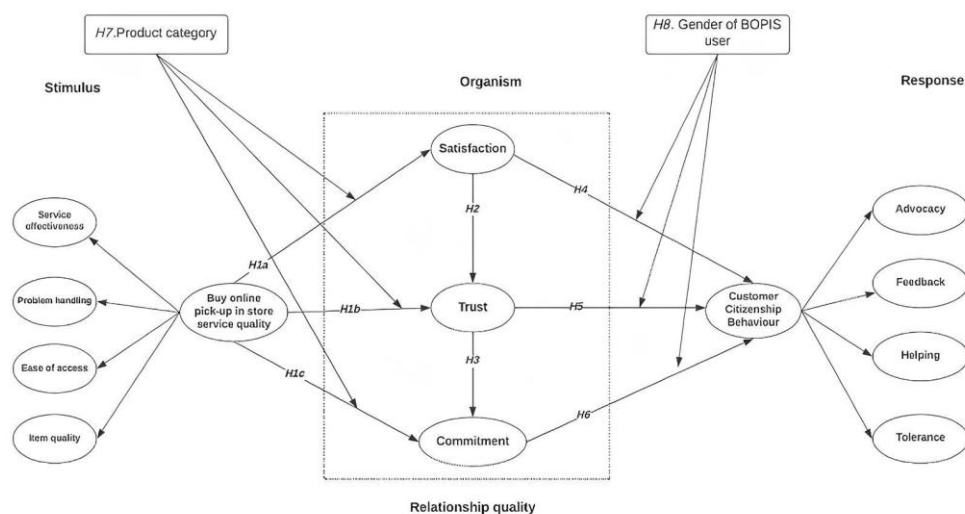 H7.Product category
H8. Gender of BOPIS
user
Stimulus
Organism
Response
Satisfaction
Service
effectiveness
H4
Advocacy
H2
H1a
Problem handling
Buy online
pick-up in store
service quality
H1b
Trust
H5
Customer
Citizenship
Behaviour
Feedback
Ease of access
H3
Helping
H1c
Item quality
Commitment
H6
Tolerance
Relationship quality